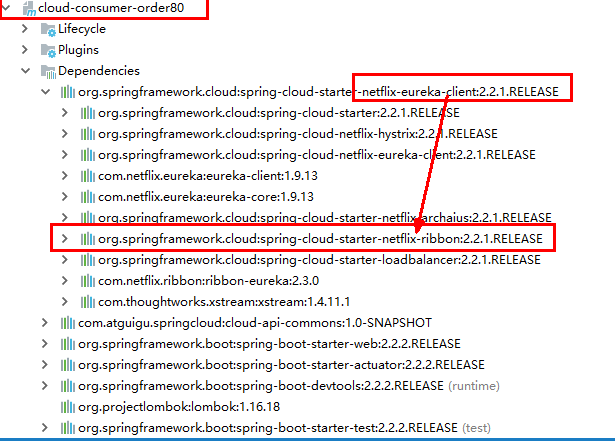 cloud-consumer-order80
Lifecycle
Plugins
Dependencies
org.springframework.cloud:spring-cloud-starter-netflix-eureka-client:2.2.1.RELEASE
org.springframework.cloud:spring-cloud-starter:2.2.1.RELEASE
org.springframework.cloud:spring-cloud-netflix-hystrix:2.2.1.RELEASE
org.springframework.cloud:spring-cloud-netflix-eureka-client:2.2.1.RELEASE
com.netflix.eureka:eureka-client:1.9.13
com.netflix.eureka:eureka-core:1.9.13
org.springframework.cloud:spring-cloud-starter-netflix-archaius:2.2.1.RELEASE
org.springframework.cloud:spring-cloud-starter-netflix-ribbon:2.2.1.RELEASE
org.springframework.cloud:spring-cloud-starter-loadbalancer:2.2.1.RELEASE
com.netflix.ribbon:ribbon-eureka:2.3.0
com.thoughtworks.xstream:xstream:1.4.11.1
com.atguigu.springcloud:cloud-api-commons:1.0-SNAPSHOT
org.springframework.boot:spring-boot-starter-web:2.2.2.RELEASE
org.springframework.boot:spring-boot-starter-actuator:2.2.2.RELEASE
org.springframework.boot:spring-boot-devtools:2.2.2.RELEASE (runtime)
org.projectlombok:lombok:1.16.18
org.springframework.boot:spring-boot-starter-test:2.2.2.RELEASE (test)